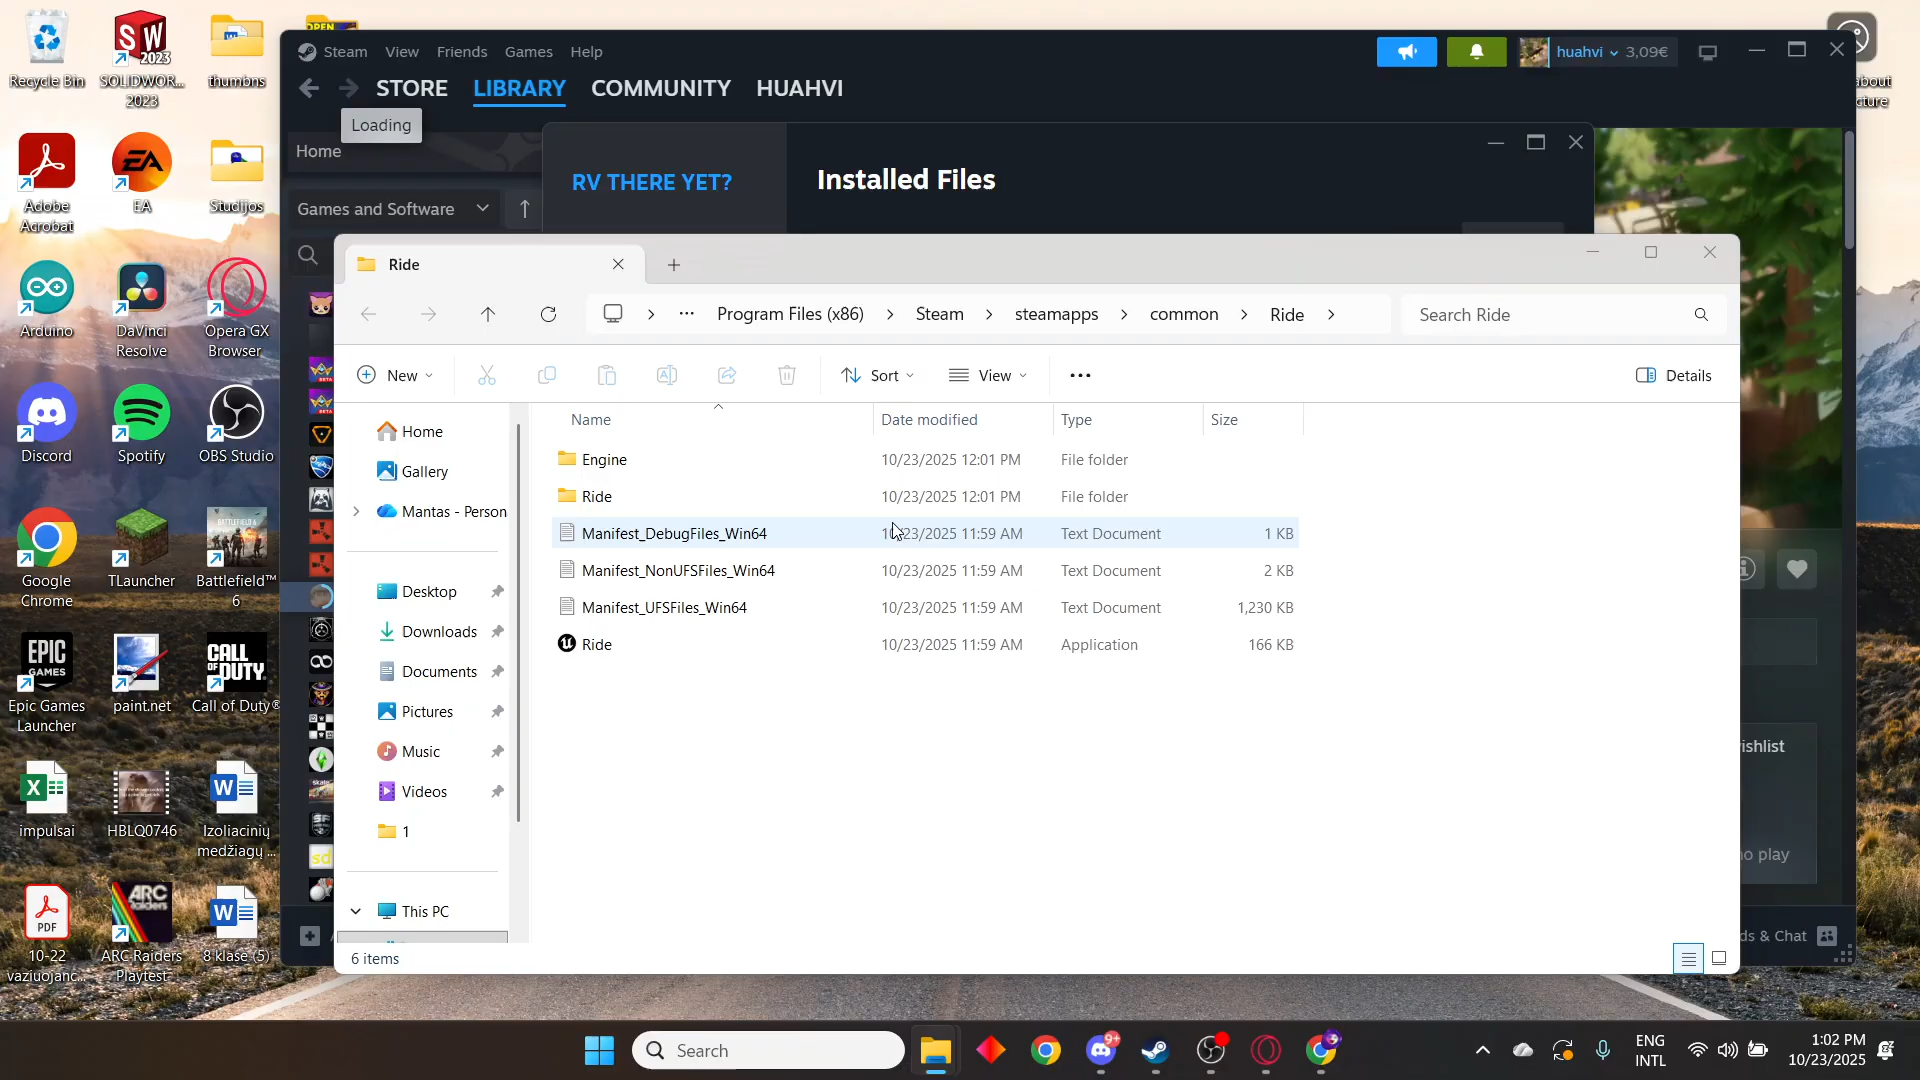 Recycle Bin
SOLIDWOR...
2023
thumbns
Adobe
Acrobat
EA
Studijos
Arduino
DaVinci
Resolve
Opera GX
Browser
Discord
Spotify
OBS Studio
Google
Chrome
TLauncher
Battlefield™
6
Epic Games
Launcher
paint.net
Call of Duty®
impulsai
HBLQ0746
Izoliacinių
medžiagų ...
10-22
vaziuojanc...
ARC Raiders
Playtest
8 klase (5)
Steam View Friends Games Help
huahvi 3,09€
STORE LIBRARY COMMUNITY HUAHVI
Loading
Home
Games and Software
RV THERE YET?
Installed Files
Ride
Program Files (x86) > Steam > steamapps > common > Ride >
Search Ride
New
Sort
View
Details
Home
Gallery
Mantas - Person
Desktop
Downloads
Documents
Pictures
Music
Videos
1
This PC
Name Date modified Type Size
Engine 10/23/2025 12:01 PM File folder
Ride 10/23/2025 12:01 PM File folder
Manifest_DebugFiles_Win64 10/23/2025 11:59 AM Text Document 1 KB
Manifest_NonUFSFiles_Win64 10/23/2025 11:59 AM Text Document 2 KB
Manifest_UFSFiles_Win64 10/23/2025 11:59 AM Text Document 1,230 KB
Ride 10/23/2025 11:59 AM Application 166 KB
6 items
about
cture
ishlist
o play
ds & Chat
Search
9+
ENG
INTL
1:02 PM
10/23/2025